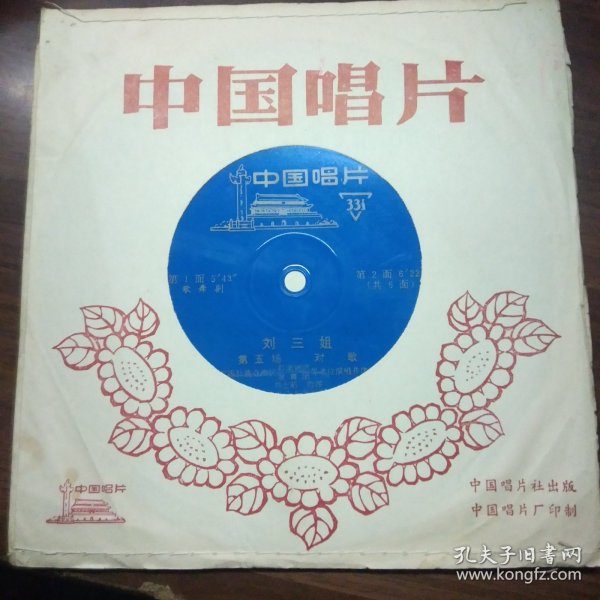 中国唱片
中国唱片
33⅓
第1面 5′43″
歌舞剧
第2面 6′22
(共6面)
刘三姐
第五场 对歌
中国唱片
中国唱片社出版
中国唱片厂印制
孔夫子旧书网
www.kongfz.com